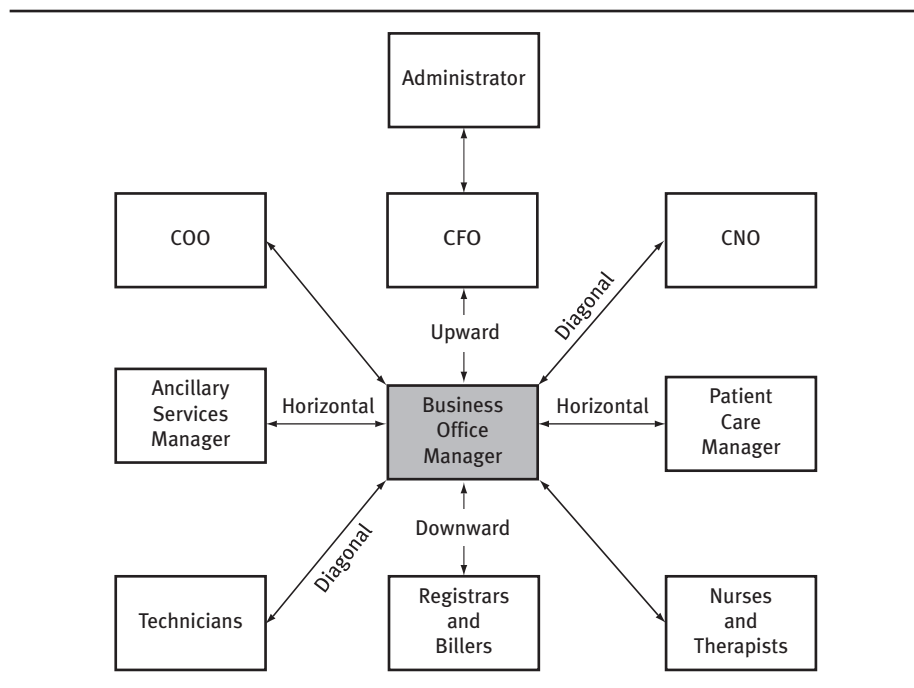 Administrator
COO
CFO
CNO
Diagonal
Upward
Ancillary
Services
Manager
Horizontal
Business
Office
Manager
Horizontal
Patient
Care
Manager
Downward
Diagonal
Technicians
Registrars
and
Billers
Nurses
and
Therapists